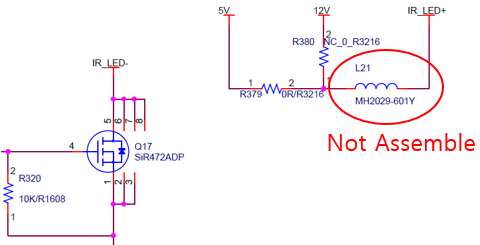 5V
12V
IR_LED+
IR_LED-
2
R380
NC_0_R3216
1
L21
1
2
R379
0R/R3216
MH2029-601Y
Not Assemble
5
6
7
8
4
Q17
SiR472ADP
2
R320
10K/R1608
1
1
2
3